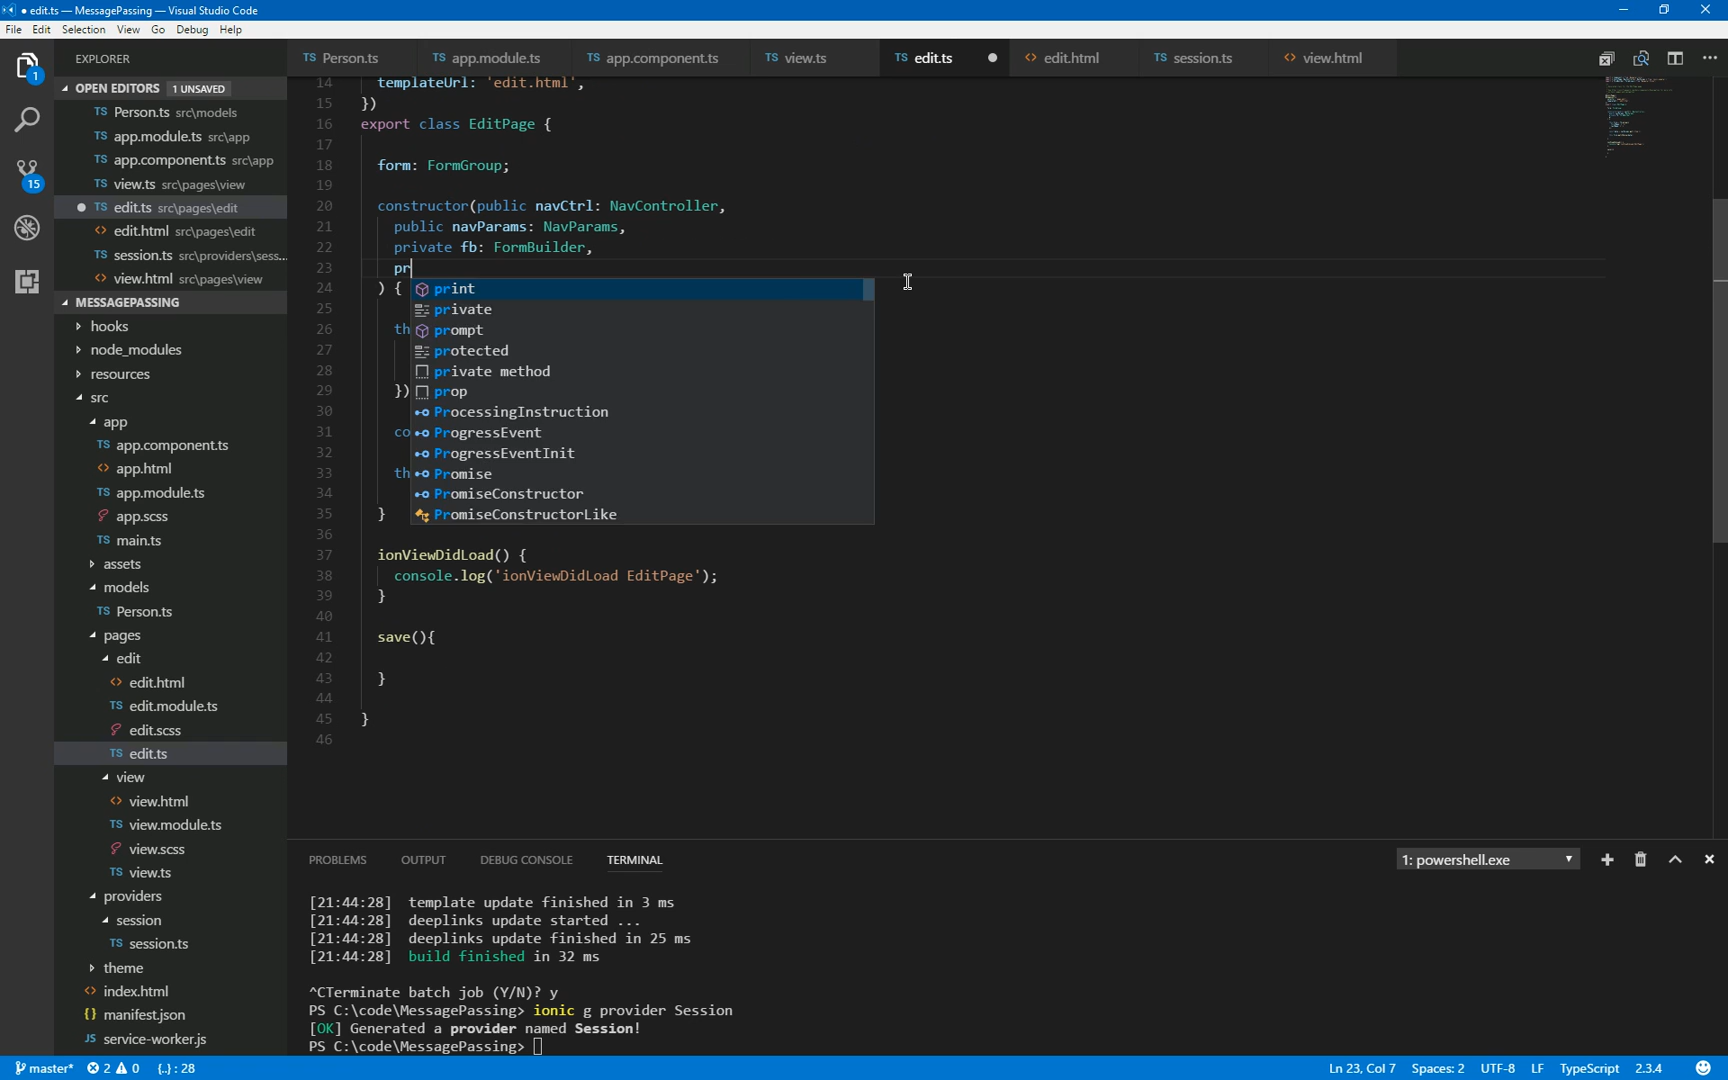 ● edit.ts — MessagePassing — Visual Studio Code
File Edit Selection View Go Debug Help
EXPLORER
OPEN EDITORS 1 UNSAVED
TS Person.ts src\models
TS app.module.ts src\app
TS app.component.ts src\app
TS view.ts src\pages\view
● TS edit.ts src\pages\edit
<> edit.html src\pages\edit
TS session.ts src\providers\sess...
<> view.html src\pages\view
MESSAGEPASSING
hooks
node_modules
resources
src
app
TS app.component.ts
<> app.html
TS app.module.ts
app.scss
TS main.ts
assets
models
TS Person.ts
pages
edit
<> edit.html
TS edit.module.ts
edit.scss
TS edit.ts
view
<> view.html
TS view.module.ts
view.scss
TS view.ts
providers
session
TS session.ts
theme
<> index.html
{} manifest.json
JS service-worker.js
1
15
TS Person.ts TS app.module.ts TS app.component.ts TS view.ts TS edit.ts ● <> edit.html TS session.ts <> view.html
14 templateUrl: 'edit.html',
15 })
16 export class EditPage {
17
18 form: FormGroup;
19
20 constructor(public navCtrl: NavController,
21 public navParams: NavParams,
22 private fb: FormBuilder,
23 pr
24 ) {
25
26 th
27
28
29 })
30
31 co
32
33 th
34
35 }
36
37 ionViewDidLoad() {
38 console.log('ionViewDidLoad EditPage');
39 }
40
41 save(){
42
43 }
44
45 }
46
print
private
prompt
protected
private method
prop
ProcessingInstruction
ProgressEvent
ProgressEventInit
Promise
PromiseConstructor
PromiseConstructorLike
PROBLEMS OUTPUT DEBUG CONSOLE TERMINAL 1: powershell.exe
[21:44:28] template update finished in 3 ms
[21:44:28] deeplinks update started ...
[21:44:28] deeplinks update finished in 25 ms
[21:44:28] build finished in 32 ms
^CTerminate batch job (Y/N)? y
PS C:\code\MessagePassing> ionic g provider Session
[OK] Generated a provider named Session!
PS C:\code\MessagePassing>
master* 2 0 {..} : 28 Ln 23, Col 7 Spaces: 2 UTF-8 LF TypeScript 2.3.4